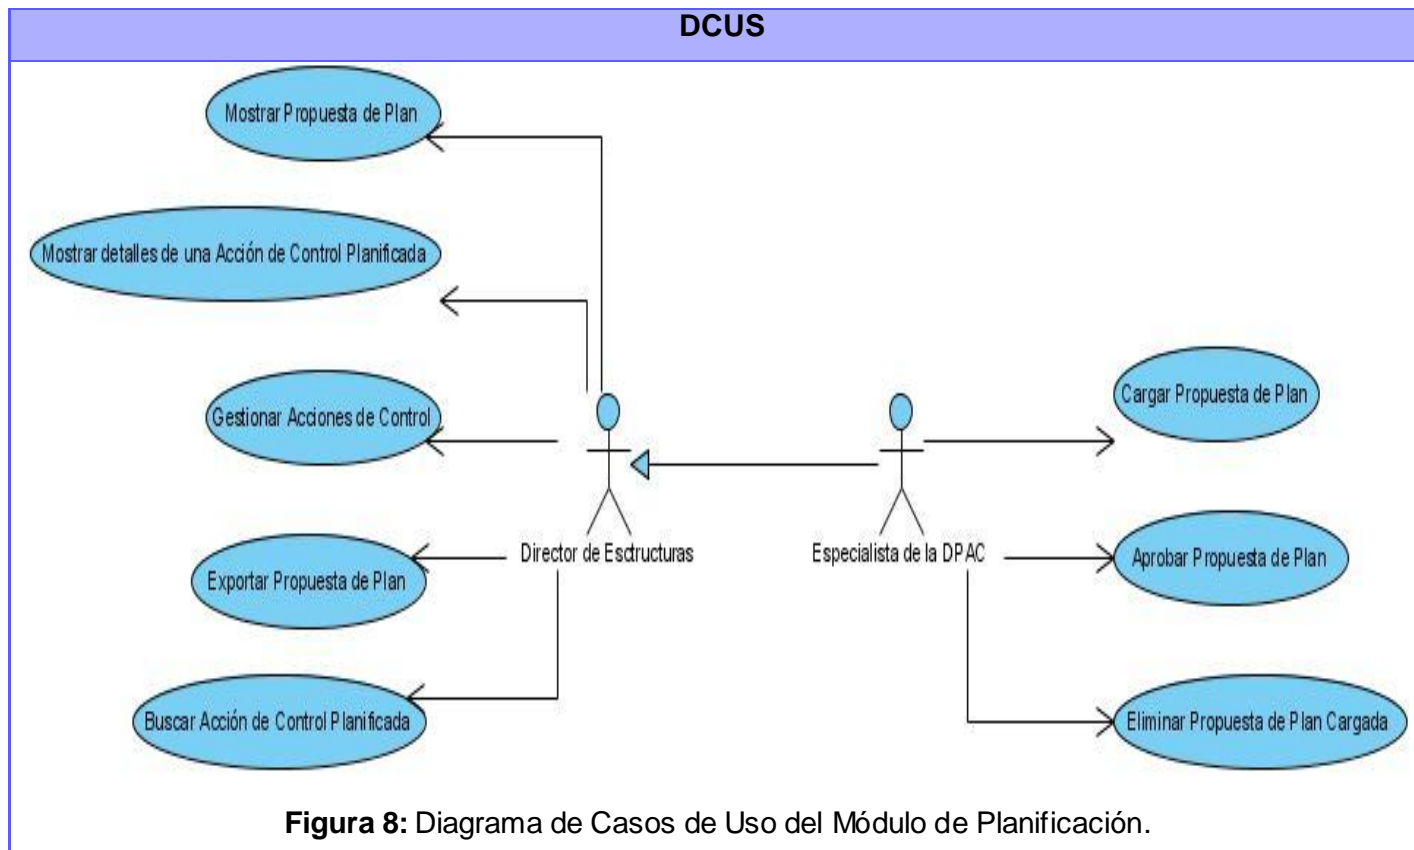 DCUS
Mostrar Propuesta de Plan
Mostrar detalles de una Acción de Control Planificada
Gestionar Acciones de Control
Cargar Propuesta de Plan
Director de Esctructuras
Especialista de la DPAC
Aprobar Propuesta de Plan
Exportar Propuesta de Plan
Buscar Acción de Control Planificada
Eliminar Propuesta de Plan Cargada
Figura 8: Diagrama de Casos de Uso del Módulo de Planificación.